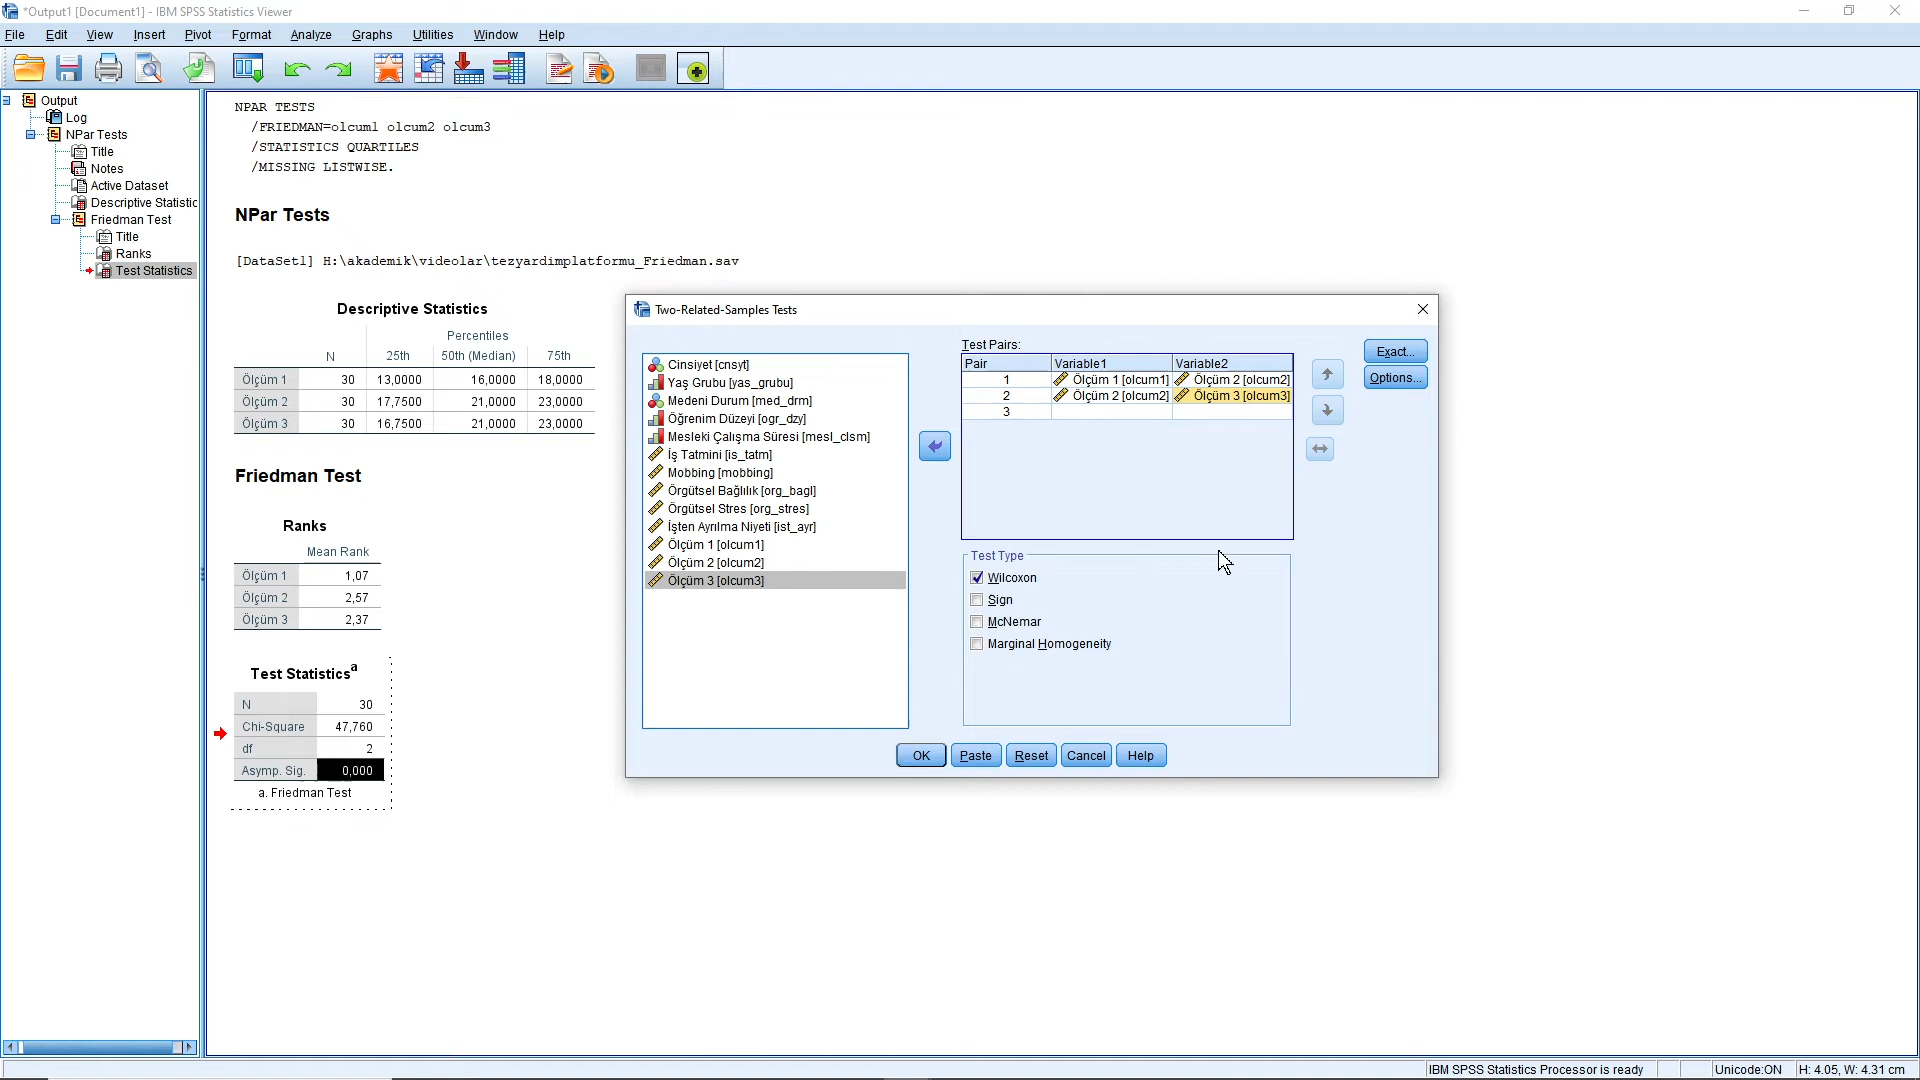 *Output1 [Document1] - IBM SPSS Statistics Viewer
File Edit View Insert Pivot Format Analyze Graphs Utilities Window Help
Output
Log
NPar Tests
Title
Notes
Active Dataset
Descriptive Statistic
Friedman Test
Title
Ranks
Test Statistics
NPAR TESTS
/FRIEDMAN=olcum1 olcum2 olcum3
/STATISTICS QUARTILES
/MISSING LISTWISE.
NPar Tests
[DataSet1] H:\akademik\videolar\tezyardimplatformu_Friedman.sav
Descriptive Statistics
Percentiles
N 25th 50th (Median) 75th
Ölçüm 1 30 13,0000 16,0000 18,0000
Ölçüm 2 30 17,7500 21,0000 23,0000
Ölçüm 3 30 16,7500 21,0000 23,0000
Friedman Test
Ranks
Mean Rank
Ölçüm 1 1,07
Ölçüm 2 2,57
Ölçüm 3 2,37
Test Statisticsa
N 30
Chi-Square 47,760
df 2
Asymp. Sig. 0,000
a. Friedman Test
Two-Related-Samples Tests
Cinsiyet [cnsyt]
Yaş Grubu [yas_grubu]
Medeni Durum [med_drm]
Öğrenim Düzeyi [ogr_dzy]
Mesleki Çalışma Süresi [mesl_clsm]
İş Tatmini [is_tatm]
Mobbing [mobbing]
Örgütsel Bağlılık [org_bagl]
Örgütsel Stres [org_stres]
İşten Ayrılma Niyeti [ist_ayr]
Ölçüm 1 [olcum1]
Ölçüm 2 [olcum2]
Ölçüm 3 [olcum3]
Test Pairs:
Pair Variable1 Variable2
1 Ölçüm 1 [olcum1] Ölçüm 2 [olcum2]
2 Ölçüm 2 [olcum2] Ölçüm 3 [olcum3]
3
Exact...
Options...
Test Type
Wilcoxon
Sign
McNemar
Marginal Homogeneity
OK Paste Reset Cancel Help
IBM SPSS Statistics Processor is ready Unicode:ON H: 4.05, W: 4.31 cm